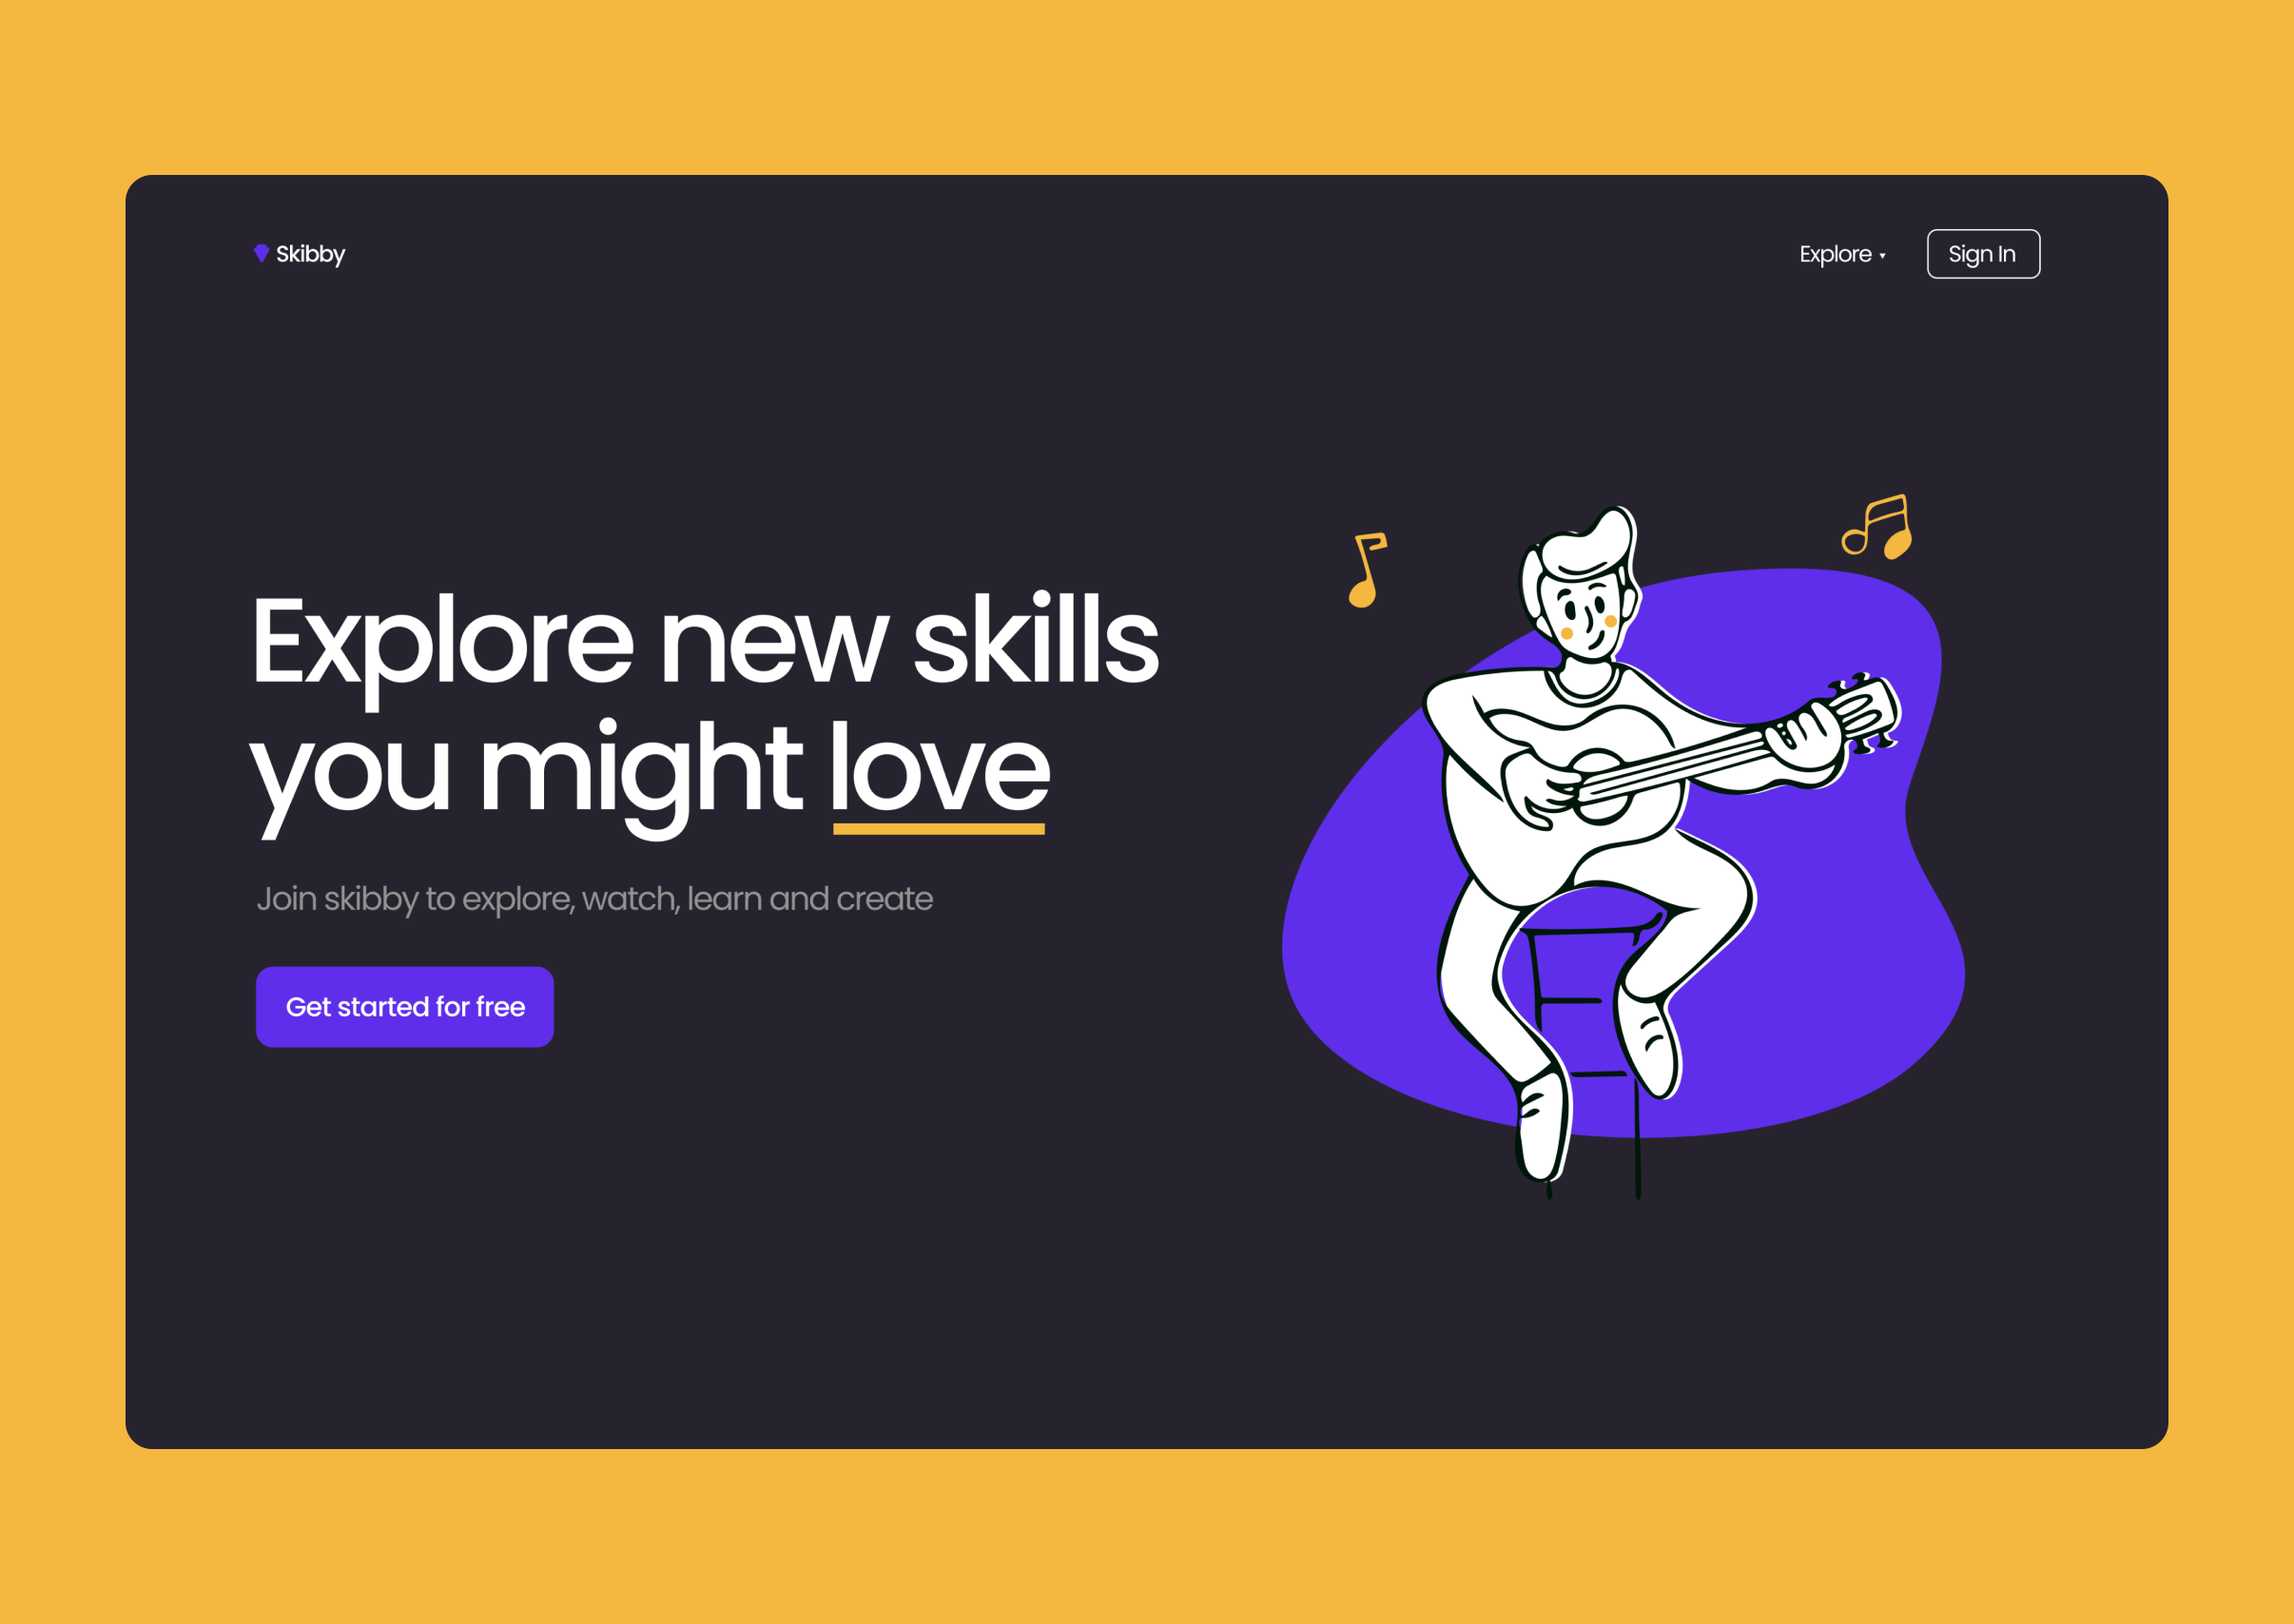 Skibby
Explore ▾
Sign In
Explore new skills
you might love
Join skibby to explore, watch, learn and create
Get started for free